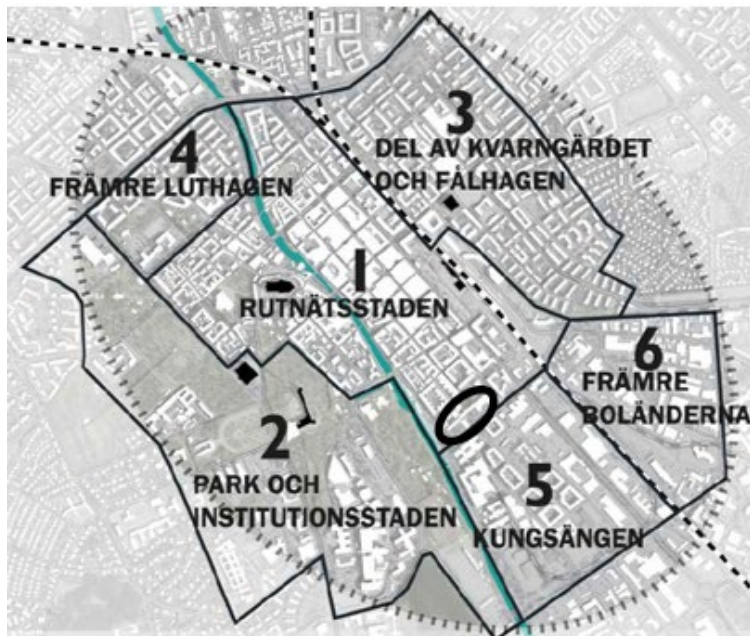 3
DEL AV KVARNGÄRDET
OCH FÅLHAGEN
4
FRÄMRE LUTHAGEN
1
RUTNÄTSSTADEN
6
FRÄMRE
BOLÄNDERNA
2
PARK OCH
INSTITUTIONSSTADEN
5
KUNGSÄNGEN